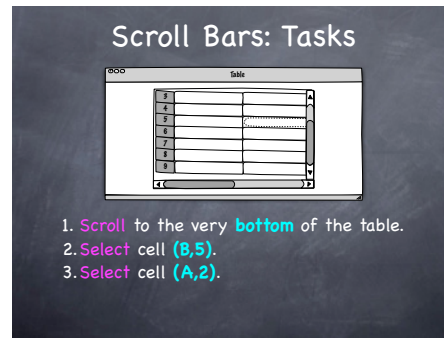 Scroll Bars: Tasks
Table
3
4
5
6
7
8
9
1. Scroll to the very bottom of the table.
2. Select cell (B,5).
3. Select cell (A,2).